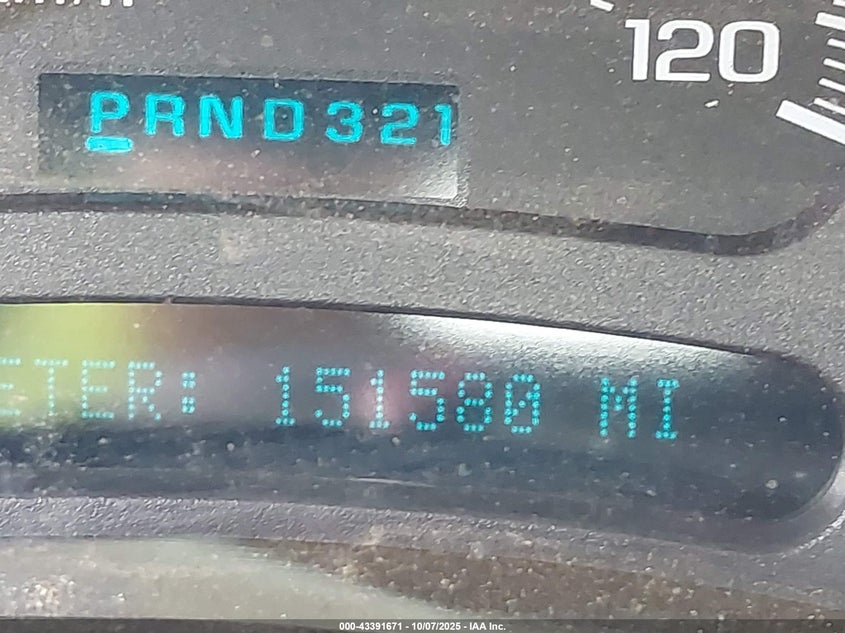 120
PRND321
ETER: 151580 MI
000-43391671 - 10/07/2025 - IAA Inc.